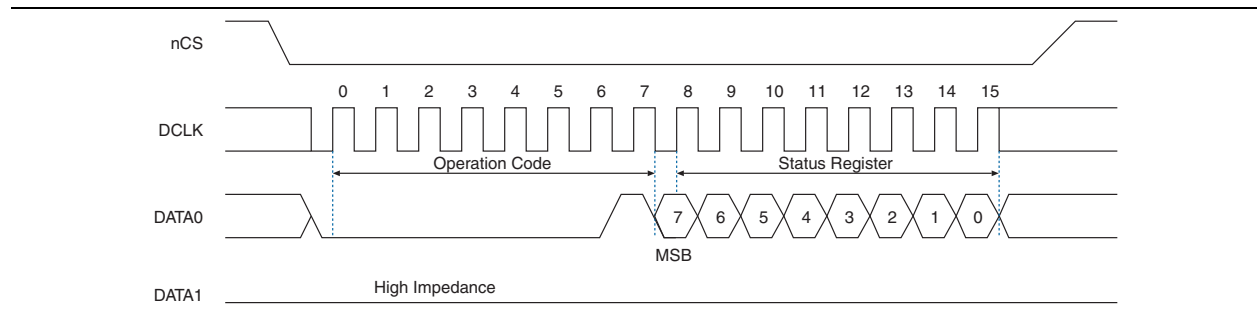 nCS
0 1 2 3 4 5 6 7 8 9 10 11 12 13 14 15
DCLK
Operation Code Status Register
DATA0 7 6 5 4 3 2 1 0
MSB
High Impedance
DATA1